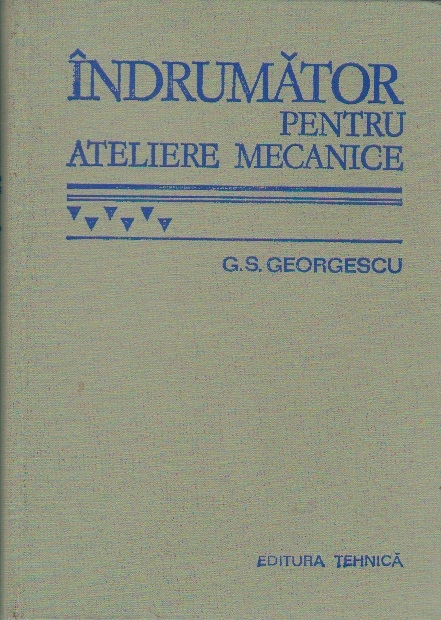 ÎNDRUMĂTOR
PENTRU
ATELIERE MECANICE
G.S. GEORGESCU
EDITURA TEHNICĂ